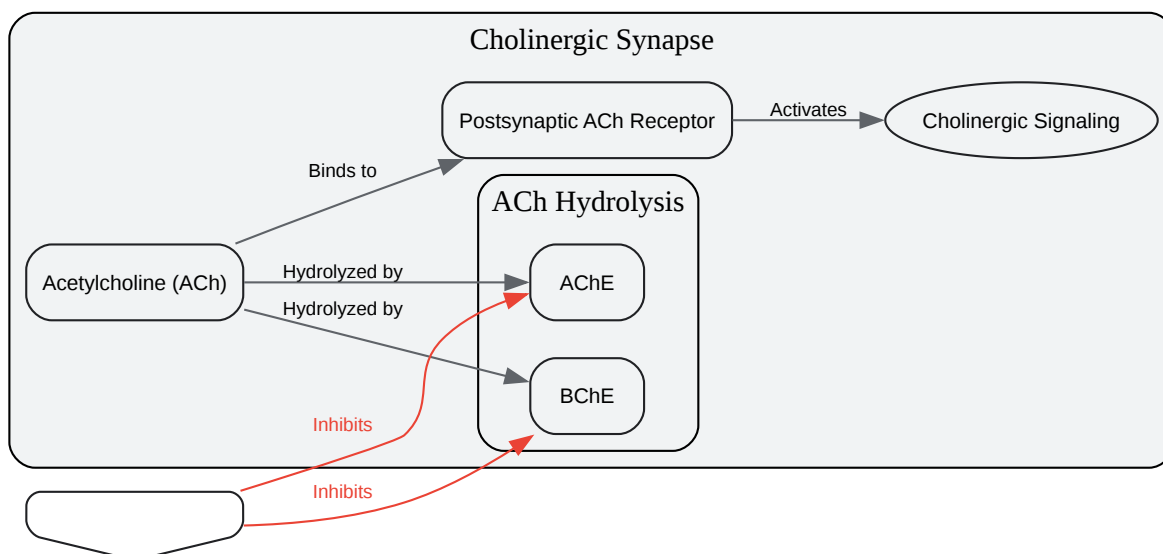 Cholinergic Synapse
Postsynaptic ACh Receptor
Activates
Cholinergic Signaling
Binds to
ACh Hydrolysis
Acetylcholine (ACh)
Hydrolyzed by
AChE
Hydrolyzed by
BChE
Inhibits
Inhibits